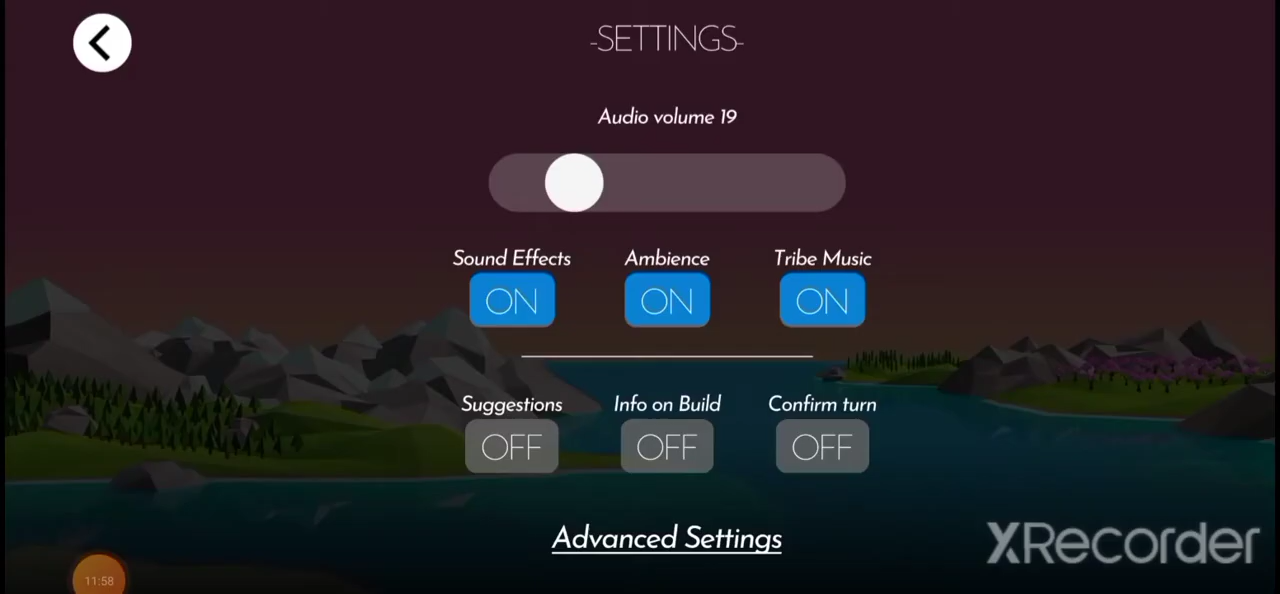 -SETTINGS-
Audio volume 19
Sound Effects Ambience Tribe Music
ON ON ON
Suggestions Info on Build Confirm turn
OFF OFF OFF
Advanced Settings
XRecorder
11:58